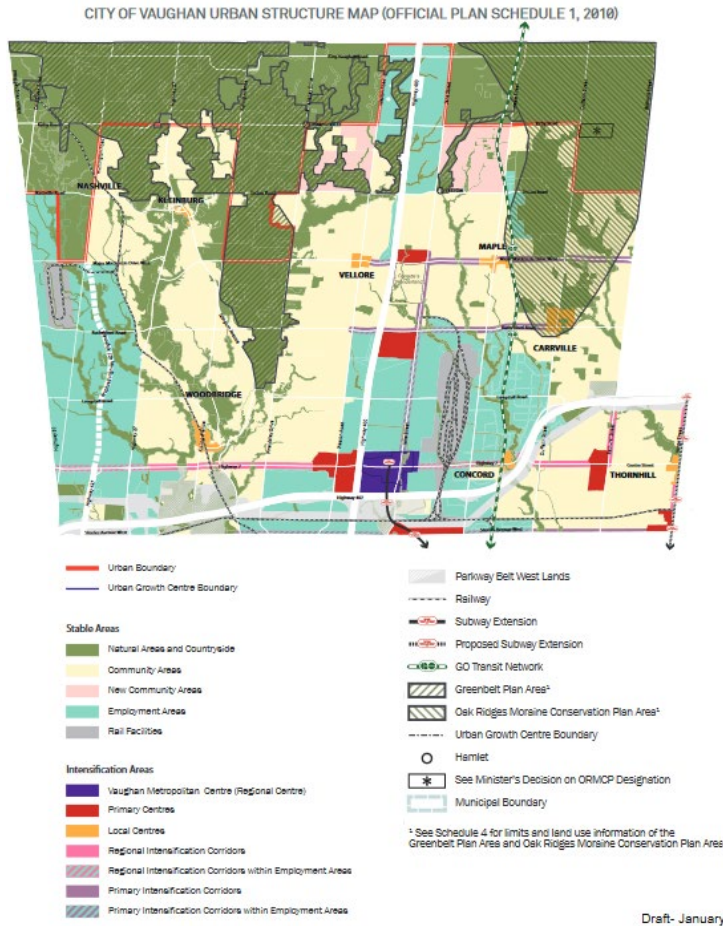 CITY OF VAUGHAN URBAN STRUCTURE MAP (OFFICIAL PLAN SCHEDULE 1, 2010)
NASHVILLE
KLEINBURG
VELLORE
MAPLE
CARRVILLE
WOODBRIDGE
Highway 7
CONCORD
Centre Street
THORNHILL
Highway 407
Urban Boundary
Urban Growth Centre Boundary
Stable Areas
Natural Areas and Countryside
Community Areas
New Community Areas
Employment Areas
Rail Facilities
Intensification Areas
Vaughan Metropolitan Centre (Regional Centre)
Primary Centres
Local Centres
Regional Intensification Corridors
Regional Intensification Corridors within Employment Areas
Primary Intensification Corridors
Primary Intensification Corridors within Employment Areas
Parkway Belt West Lands
Railway
Subway Extension
Proposed Subway Extension
GO Transit Network
Greenbelt Plan Area¹
Oak Ridges Moraine Conservation Plan Area¹
Urban Growth Centre Boundary
Hamlet
See Minister's Decision on ORMCP Designation
Municipal Boundary
¹ See Schedule 4 for limits and land use information of the
Greenbelt Plan Area and Oak Ridges Moraine Conservation Plan Area
Draft- January